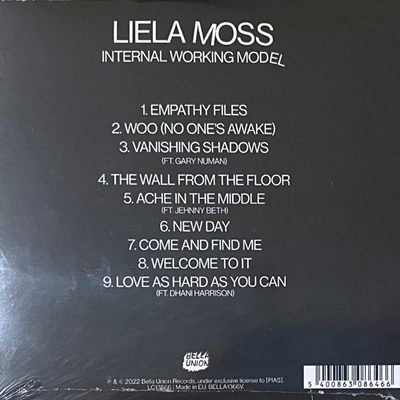 LIELA MOSS
INTERNAL WORKING MODEL
1. EMPATHY FILES
2. WOO (NO ONE'S AWAKE)
3. VANISHING SHADOWS
(FT. GARY NUMAN)
4. THE WALL FROM THE FLOOR
5. ACHE IN THE MIDDLE
(FT. JEHNNY BETH)
6. NEW DAY
7. COME AND FIND ME
8. WELCOME TO IT
9. LOVE AS HARD AS YOU CAN
(FT. DHANI HARRISON)
BELLA
UNION
℗ & © 2022 Bella Union Records, under exclusive license to [PIAS].
Made in EU. BELLA1366V.
5 400863 086466